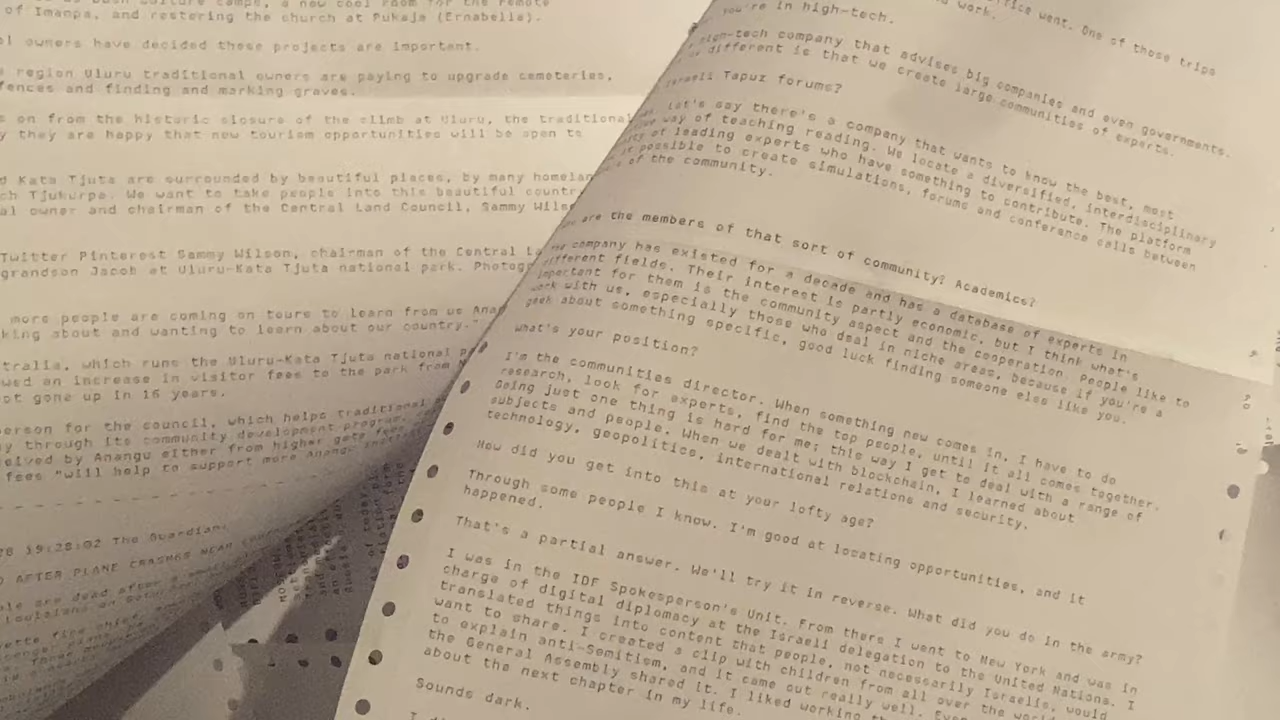 of Imanpa, and restoring the church at Pukaja (Ernabella).
owners have decided these projects are important.
region Uluru traditional owners are paying to upgrade cemeteries,
fences and finding and marking graves.
on from the historic closure of the climb at Uluru, the traditional
they are happy that new tourism opportunities will be open to
Kata Tjuta are surrounded by beautiful places, by many homelan
Tjukurpa. We want to take people into this beautiful country
owner and chairman of the Central Land Council, Sammy Wils
Twitter Pinterest Sammy Wilson, chairman of the Central La
grandson Jacob at Uluru-Kata Tjuta national park. Photog
more people are coming on tours to learn from us Ana
king about and wanting to learn about our country."
tralia, which runs the Uluru-Kata Tjuta national p
wed an increase in visitor fees to the park from
ot gone up in 16 years.
erson for the council, which helps traditional
y through its community development program,
eived by Anangu either from higher gate fees
fees "will help to support more Anangu
19:28:02 The Guardian.
AFTER PLANE CRASHES NEAR
are dead after a
office went. One of those trips
work.
you're in high-tech.
high-tech company that advises big companies and even governments.
different is that we create large communities of experts.
Israeli Tapuz forums?
Let's say there's a company that wants to know the best, most
way of teaching reading. We locate a diversified, interdisciplinary
of leading experts who have something to contribute. The platform
possible to create simulations, forums and conference calls between
of the community.
are the members of that sort of community? Academics?
The company has existed for a decade and has a database of experts in
different fields. Their interest is partly economic, but I think what's
important for them is the community aspect and the cooperation. People like to
work with us, especially those who deal in niche areas, because if you're a
geek about something specific, good luck finding someone else like you.
What's your position?
I'm the communities director. When something new comes in, I have to do
research, look for experts, find the top people, until it all comes together.
Doing just one thing is hard for me; this way I get to deal with a range of
subjects and people. When we dealt with blockchain, I learned about
technology, geopolitics, international relations and security.
How did you get into this at your lofty age?
Through some people I know. I'm good at locating opportunities, and it
happened.
That's a partial answer. We'll try it in reverse. What did you do in the army?
I was in the IDF Spokesperson's Unit. From there I went to New York and was in
charge of digital diplomacy at the Israeli delegation to the United Nations. I
translated things into content that people, not necessarily Israelis, would
want to share. I created a clip with children from all over the world
to explain anti-Semitism, and it came out really well. Even
the General Assembly shared it. I liked working
about the next chapter in my life.
Sounds dark.